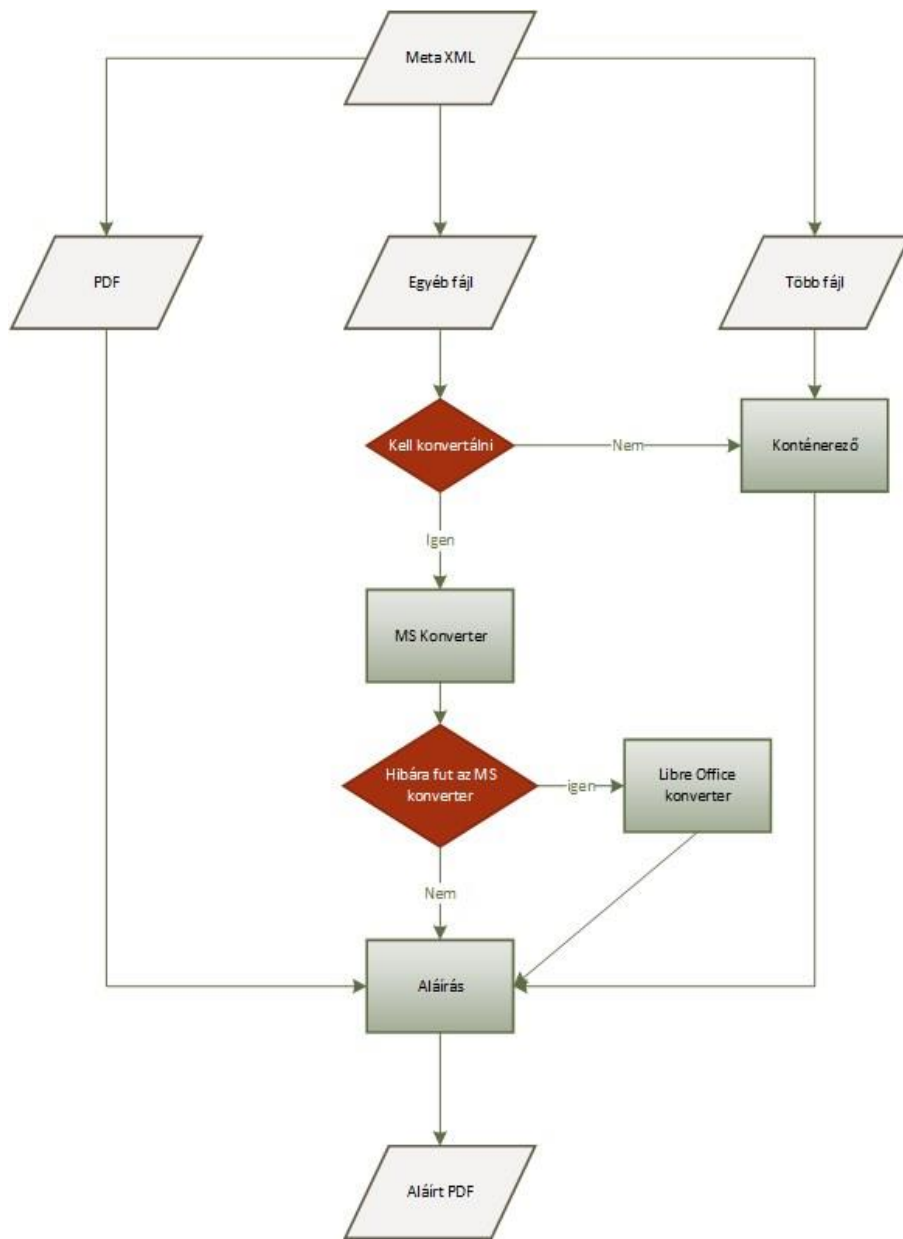 Meta XML
PDF
Egyéb fájl
Több fájl
Kell konvertálni
Nem
Konténerező
Igen
MS Konverter
Hibára fut az MS
konverter
igen
Libre Office
konverter
Nem
Aláírás
Aláírt PDF